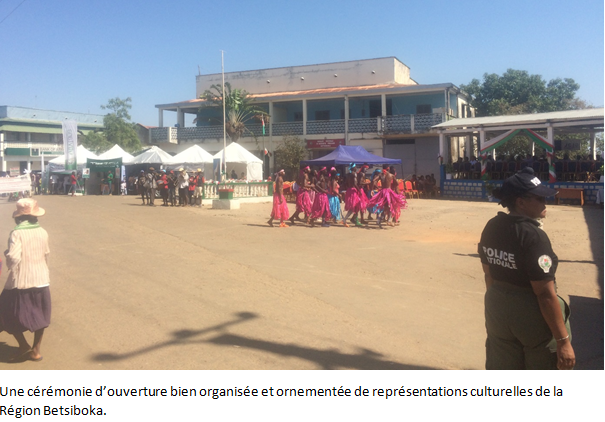 POLICE
Une cérémonie d’ouverture bien organisée et ornementée de représentations culturelles de la
Région Betsiboka.